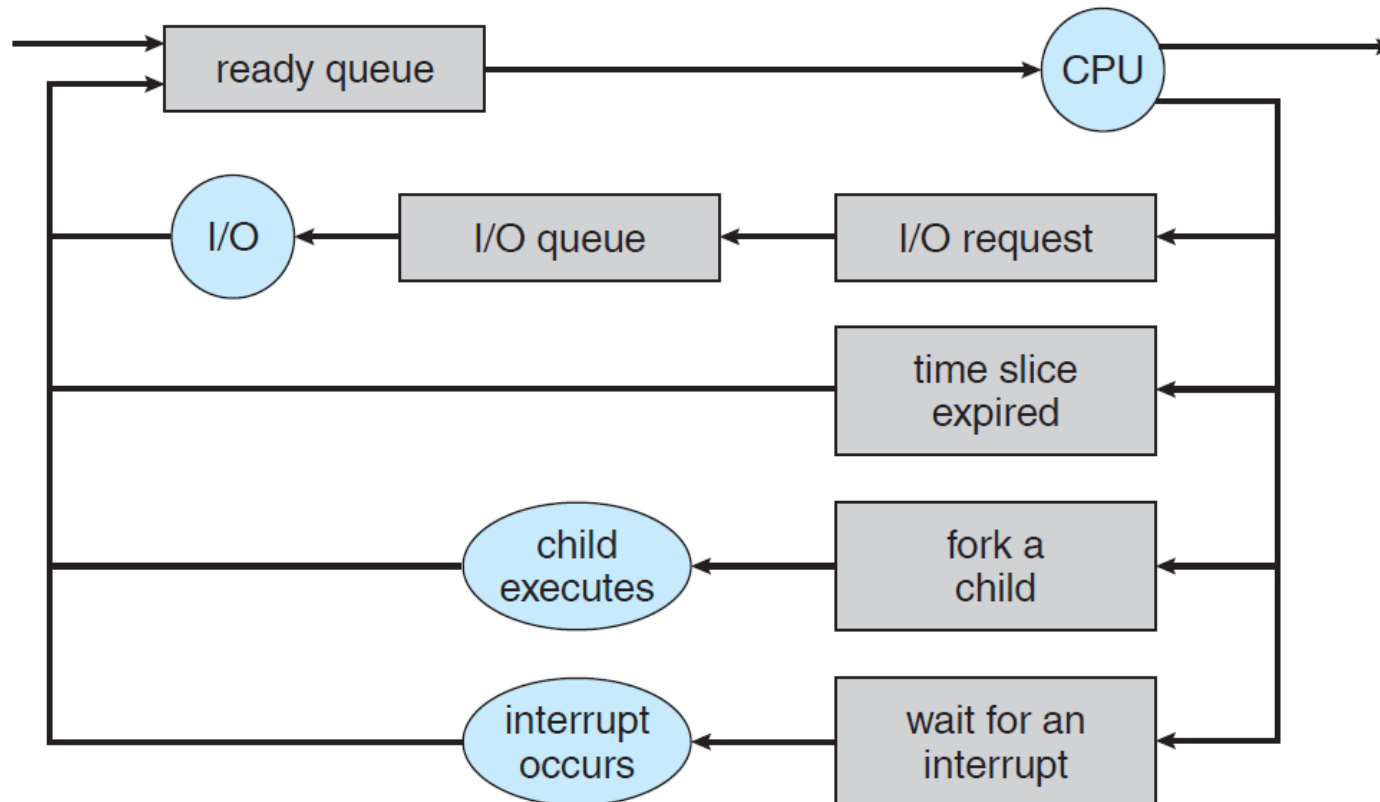 ready queue
CPU
I/O
I/O queue
I/O request
time slice
expired
child
executes
fork a
child
interrupt
occurs
wait for an
interrupt